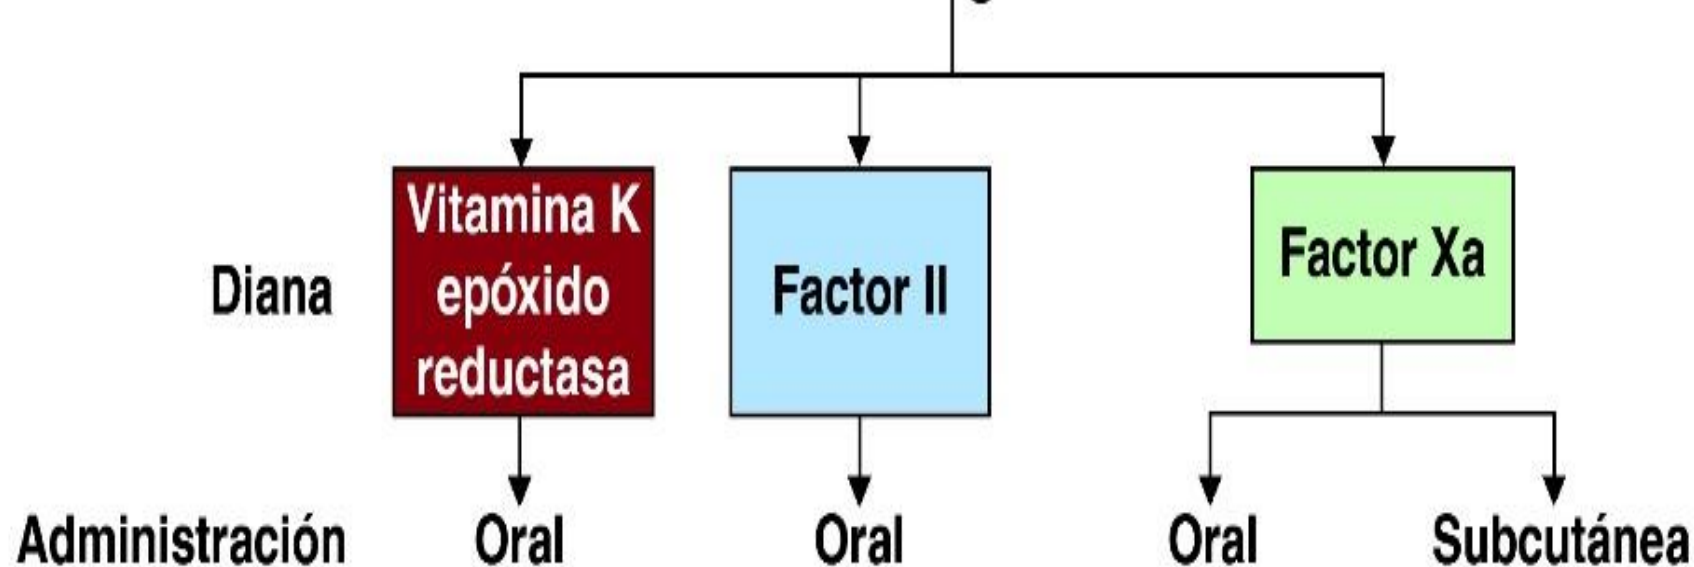 Diana
Vitamina K
epóxido
reductasa
Factor II
Factor Xa
Administración
Oral
Oral
Oral
Subcutánea